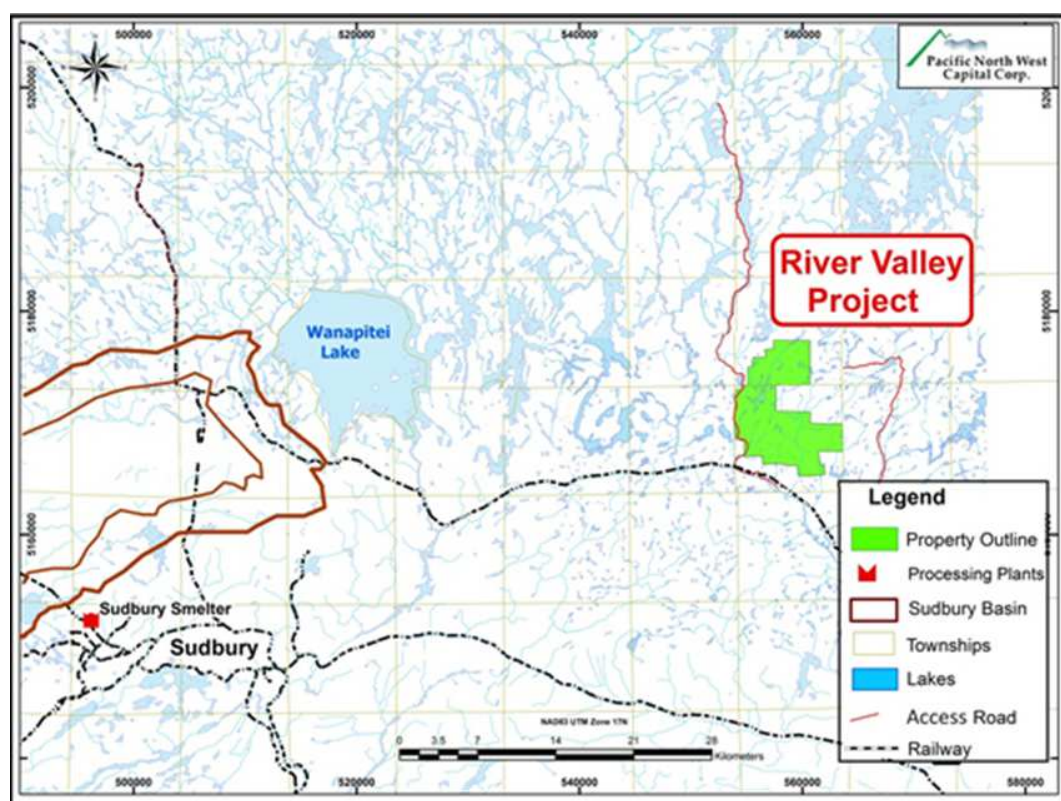 500000
520000
540000
560000
Pacific North West
Capital Corp.
5200000
520
River Valley
Project
5180000
5180000
Wanapitei
Lake
Legend
Property Outline
5160000
Processing Plants
Sudbury Smelter
Sudbury Basin
Sudbury
Townships
Lakes
Access Road
NAD83 UTM Zone 17N
0 3.5 7 14 21 28
Kilometers
Railway
500000
520000
540000
560000
580000